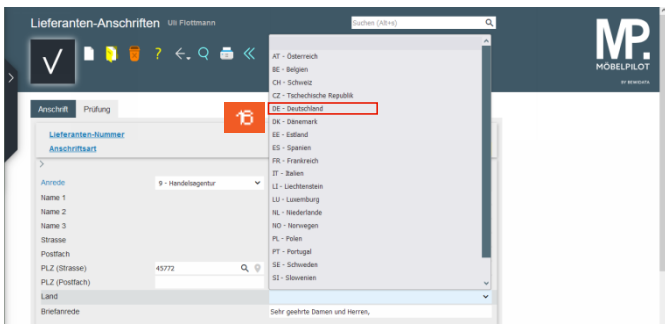 Lieferanten-Anschriften Uli Flottmann
Suchen (Alt+s)
MP.
MÖBELPILOT
BY BEWIDATA
Anschrift Prüfung
16
Lieferanten-Nummer
Anschriftsart
AT - Österreich
BE - Belgien
CH - Schweiz
CZ - Tschechische Republik
DE - Deutschland
DK - Dänemark
EE - Estland
ES - Spanien
FR - Frankreich
IT - Italien
LI - Liechtenstein
LU - Luxemburg
NL - Niederlande
NO - Norwegen
PL - Polen
PT - Portugal
SE - Schweden
SI - Slowenien
Anrede 9 - Handelsagentur
Name 1
Name 2
Name 3
Strasse
Postfach
PLZ (Strasse) 45772
PLZ (Postfach)
Land
Briefanrede Sehr geehrte Damen und Herren,